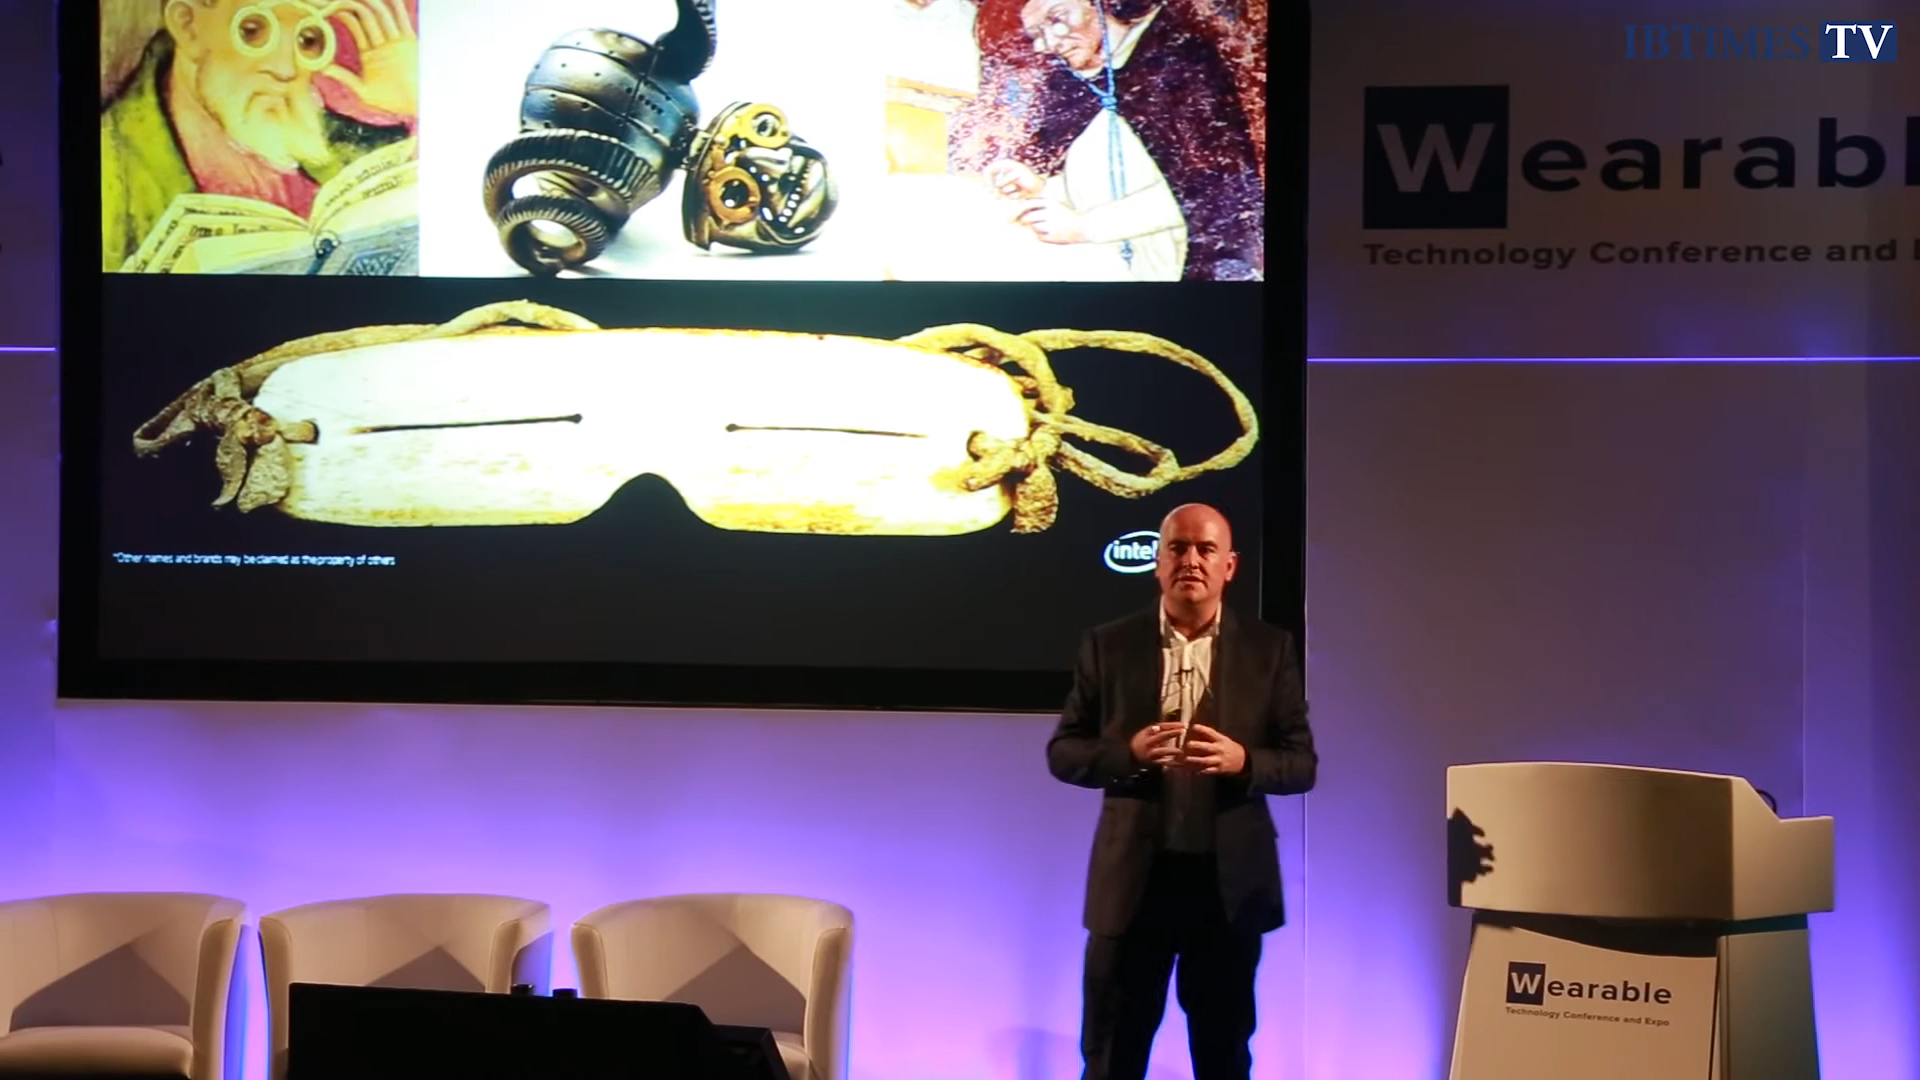 IBTIMES TV
Wearabl
Technology Conference and
*Other names and brands may be claimed as the property of others
intel
Wearable
Technology Conference and Expo